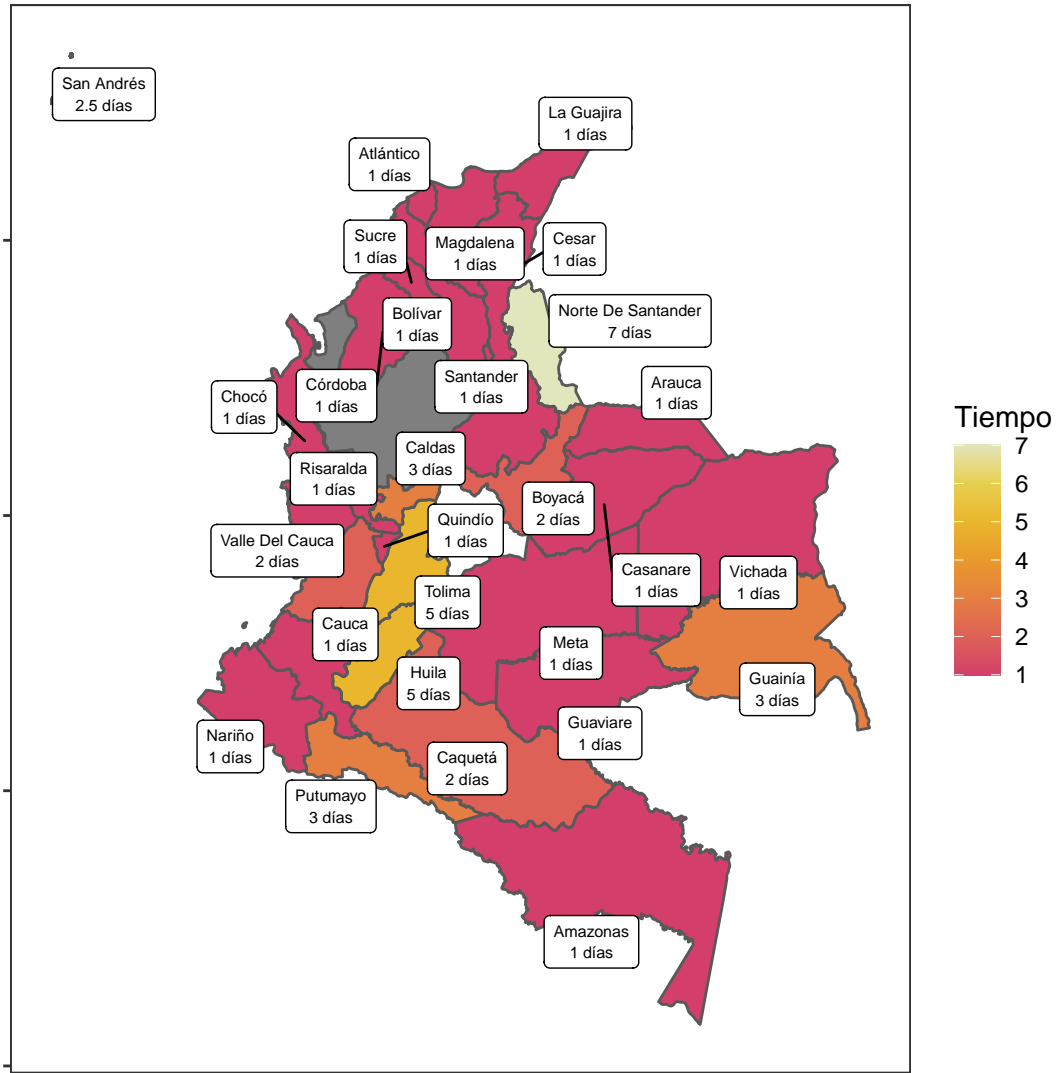 San Andrés
2.5 días
La Guajira
1 días
Atlántico
1 días
Sucre
1 días
Magdalena
1 días
Cesar
1 días
Norte De Santander
7 días
Bolívar
1 días
Córdoba
1 días
Santander
1 días
Arauca
1 días
Chocó
1 días
Caldas
3 días
Risaralda
1 días
Boyacá
2 días
Quindío
1 días
Valle Del Cauca
2 días
Casanare
1 días
Vichada
1 días
Tolima
5 días
Cauca
1 días
Meta
1 días
Huila
5 días
Guainía
3 días
Guaviare
1 días
Nariño
1 días
Caquetá
2 días
Putumayo
3 días
Amazonas
1 días
Tiempo
7
6
5
4
3
2
1